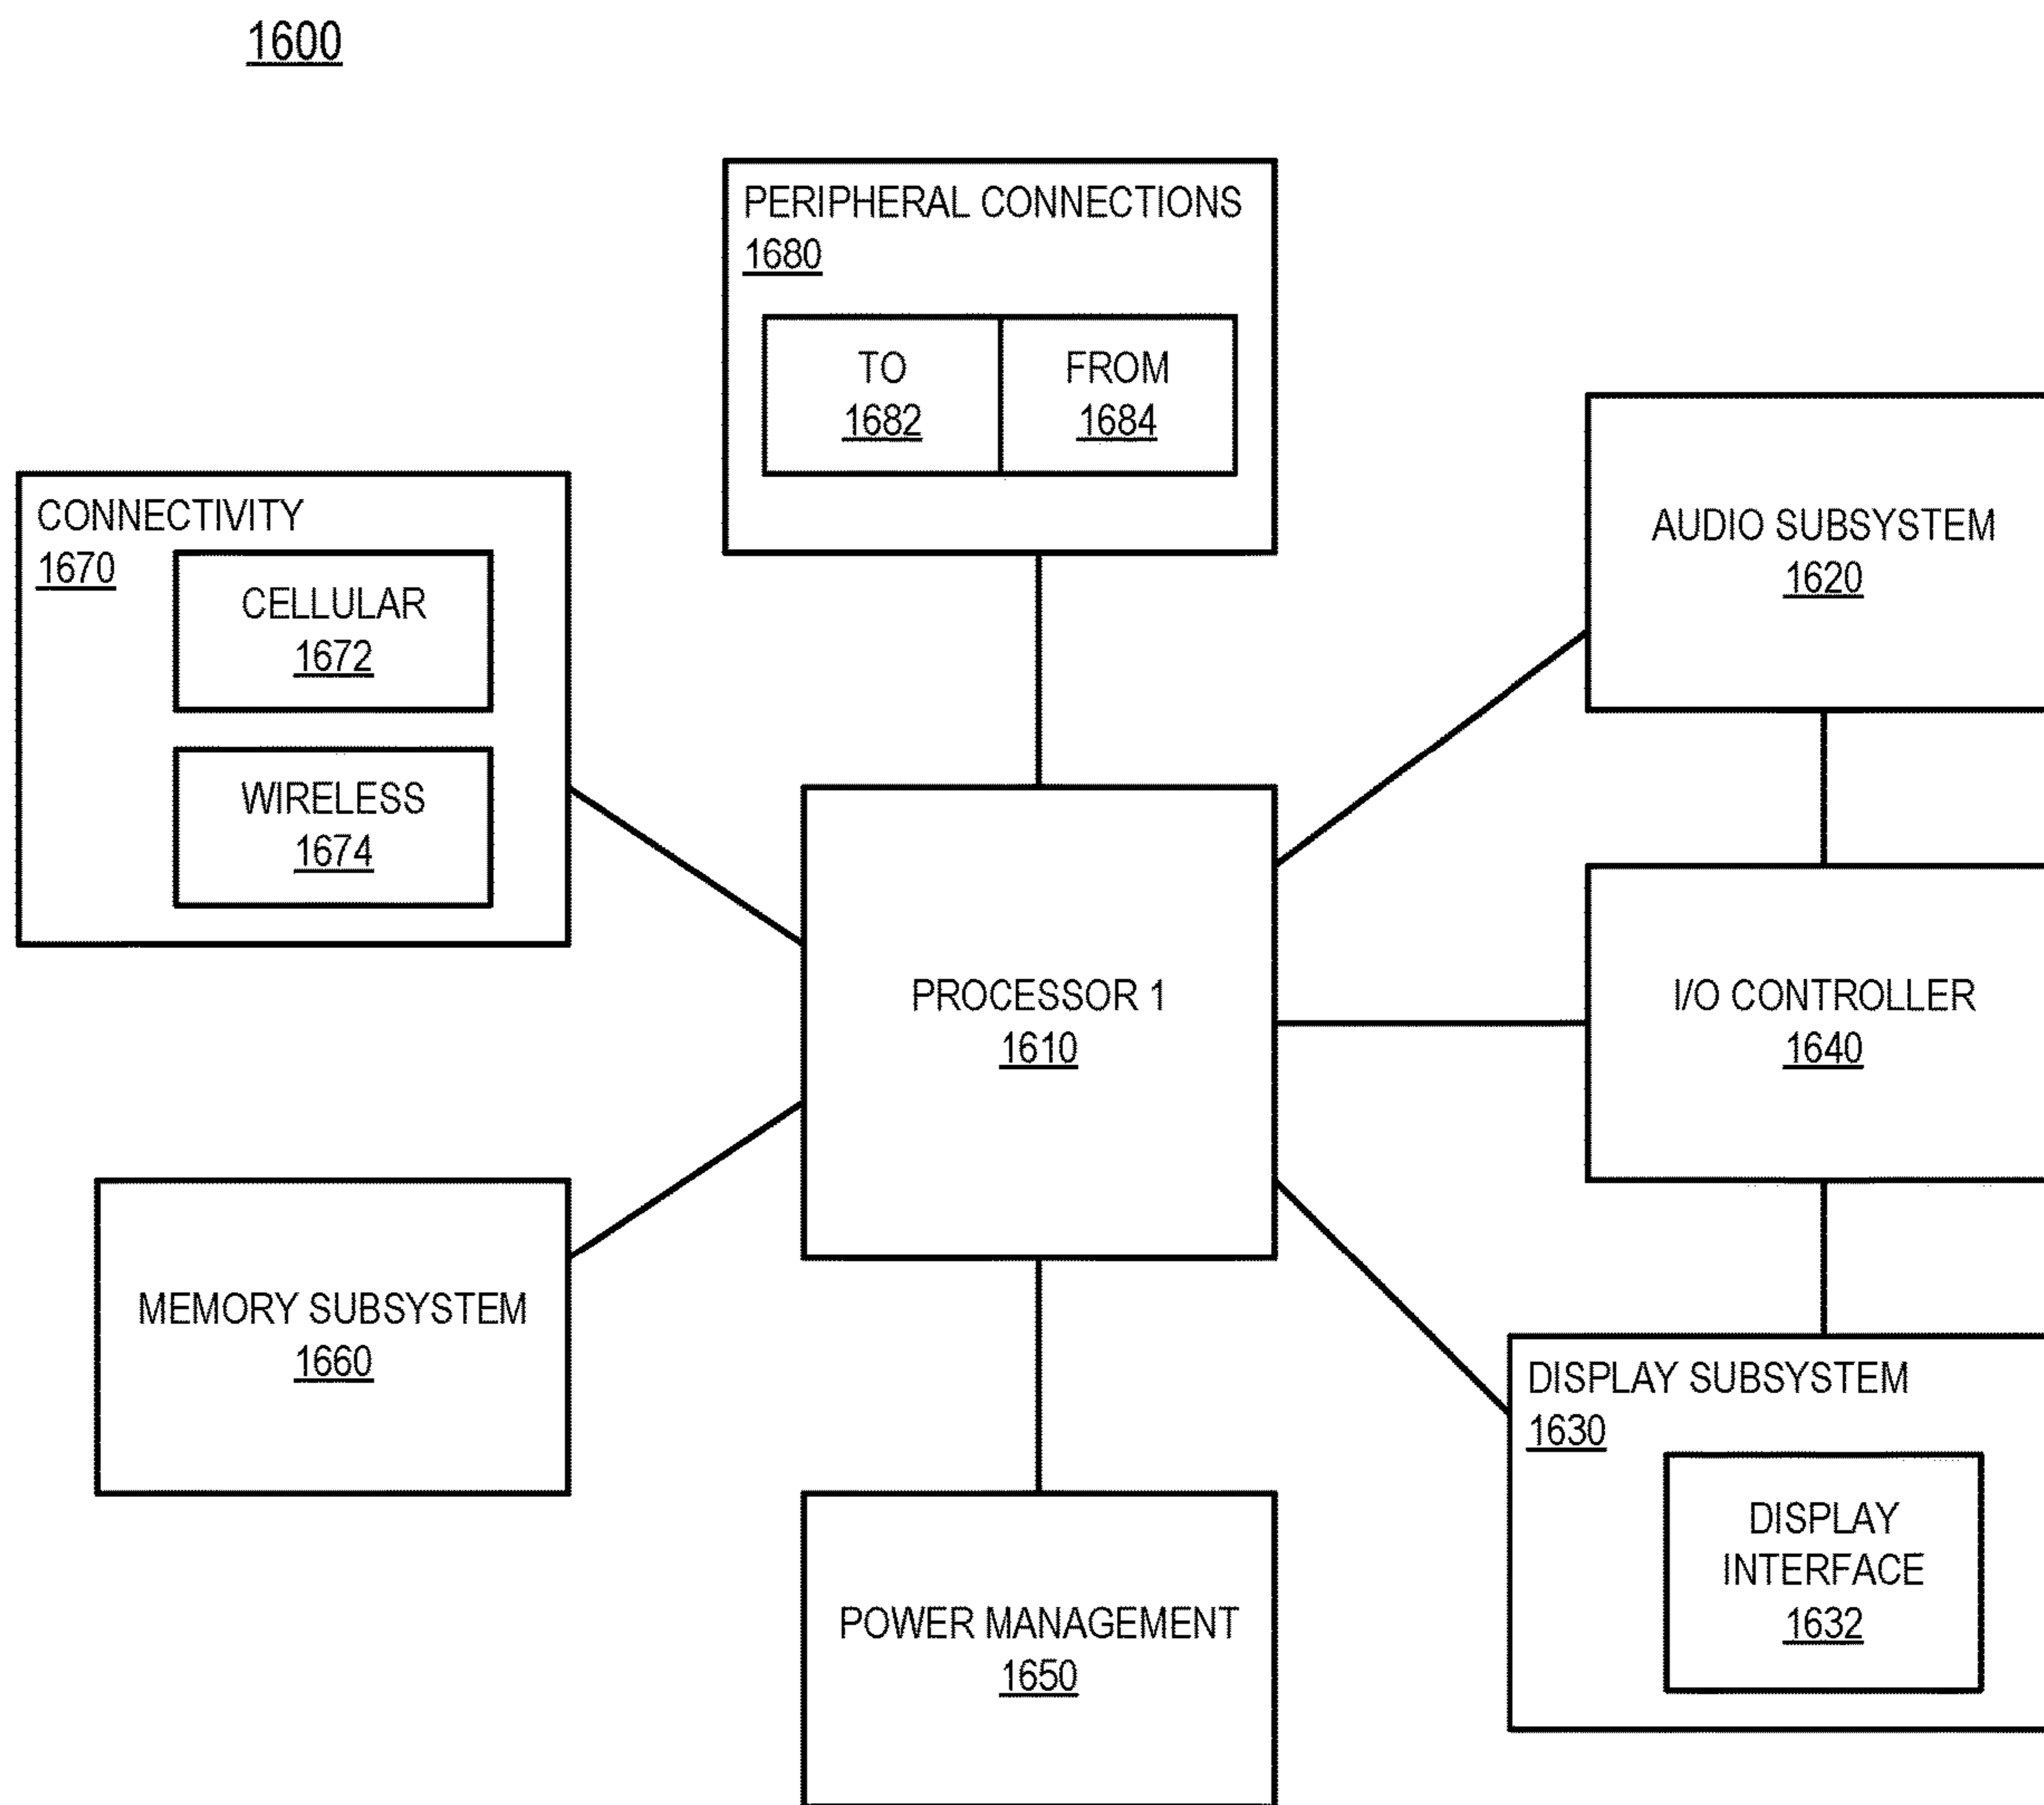 1600
PERIPHERAL CONNECTIONS
1680
TO
1682
FROM
1684
CONNECTIVITY
1670
CELLULAR
1672
WIRELESS
1674
AUDIO SUBSYSTEM
1620
PROCESSOR 1
1610
I/O CONTROLLER
1640
MEMORY SUBSYSTEM
1660
DISPLAY SUBSYSTEM
1630
DISPLAY
INTERFACE
1632
POWER MANAGEMENT
1650